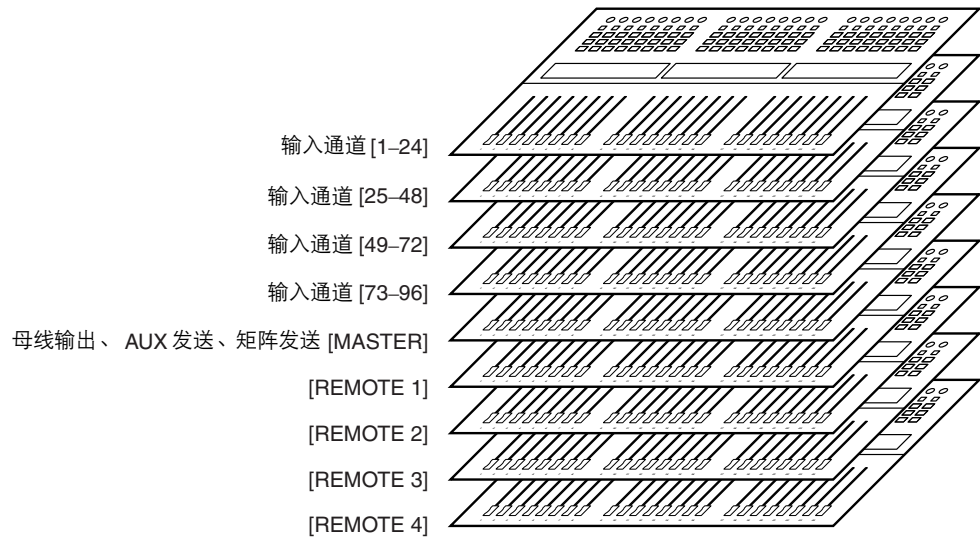 输入通道 [1–24]
输入通道 [25–48]
输入通道 [49–72]
输入通道 [73–96]
母线输出、 AUX 发送、矩阵发送 [MASTER]
[REMOTE 1]
[REMOTE 2]
[REMOTE 3]
[REMOTE 4]